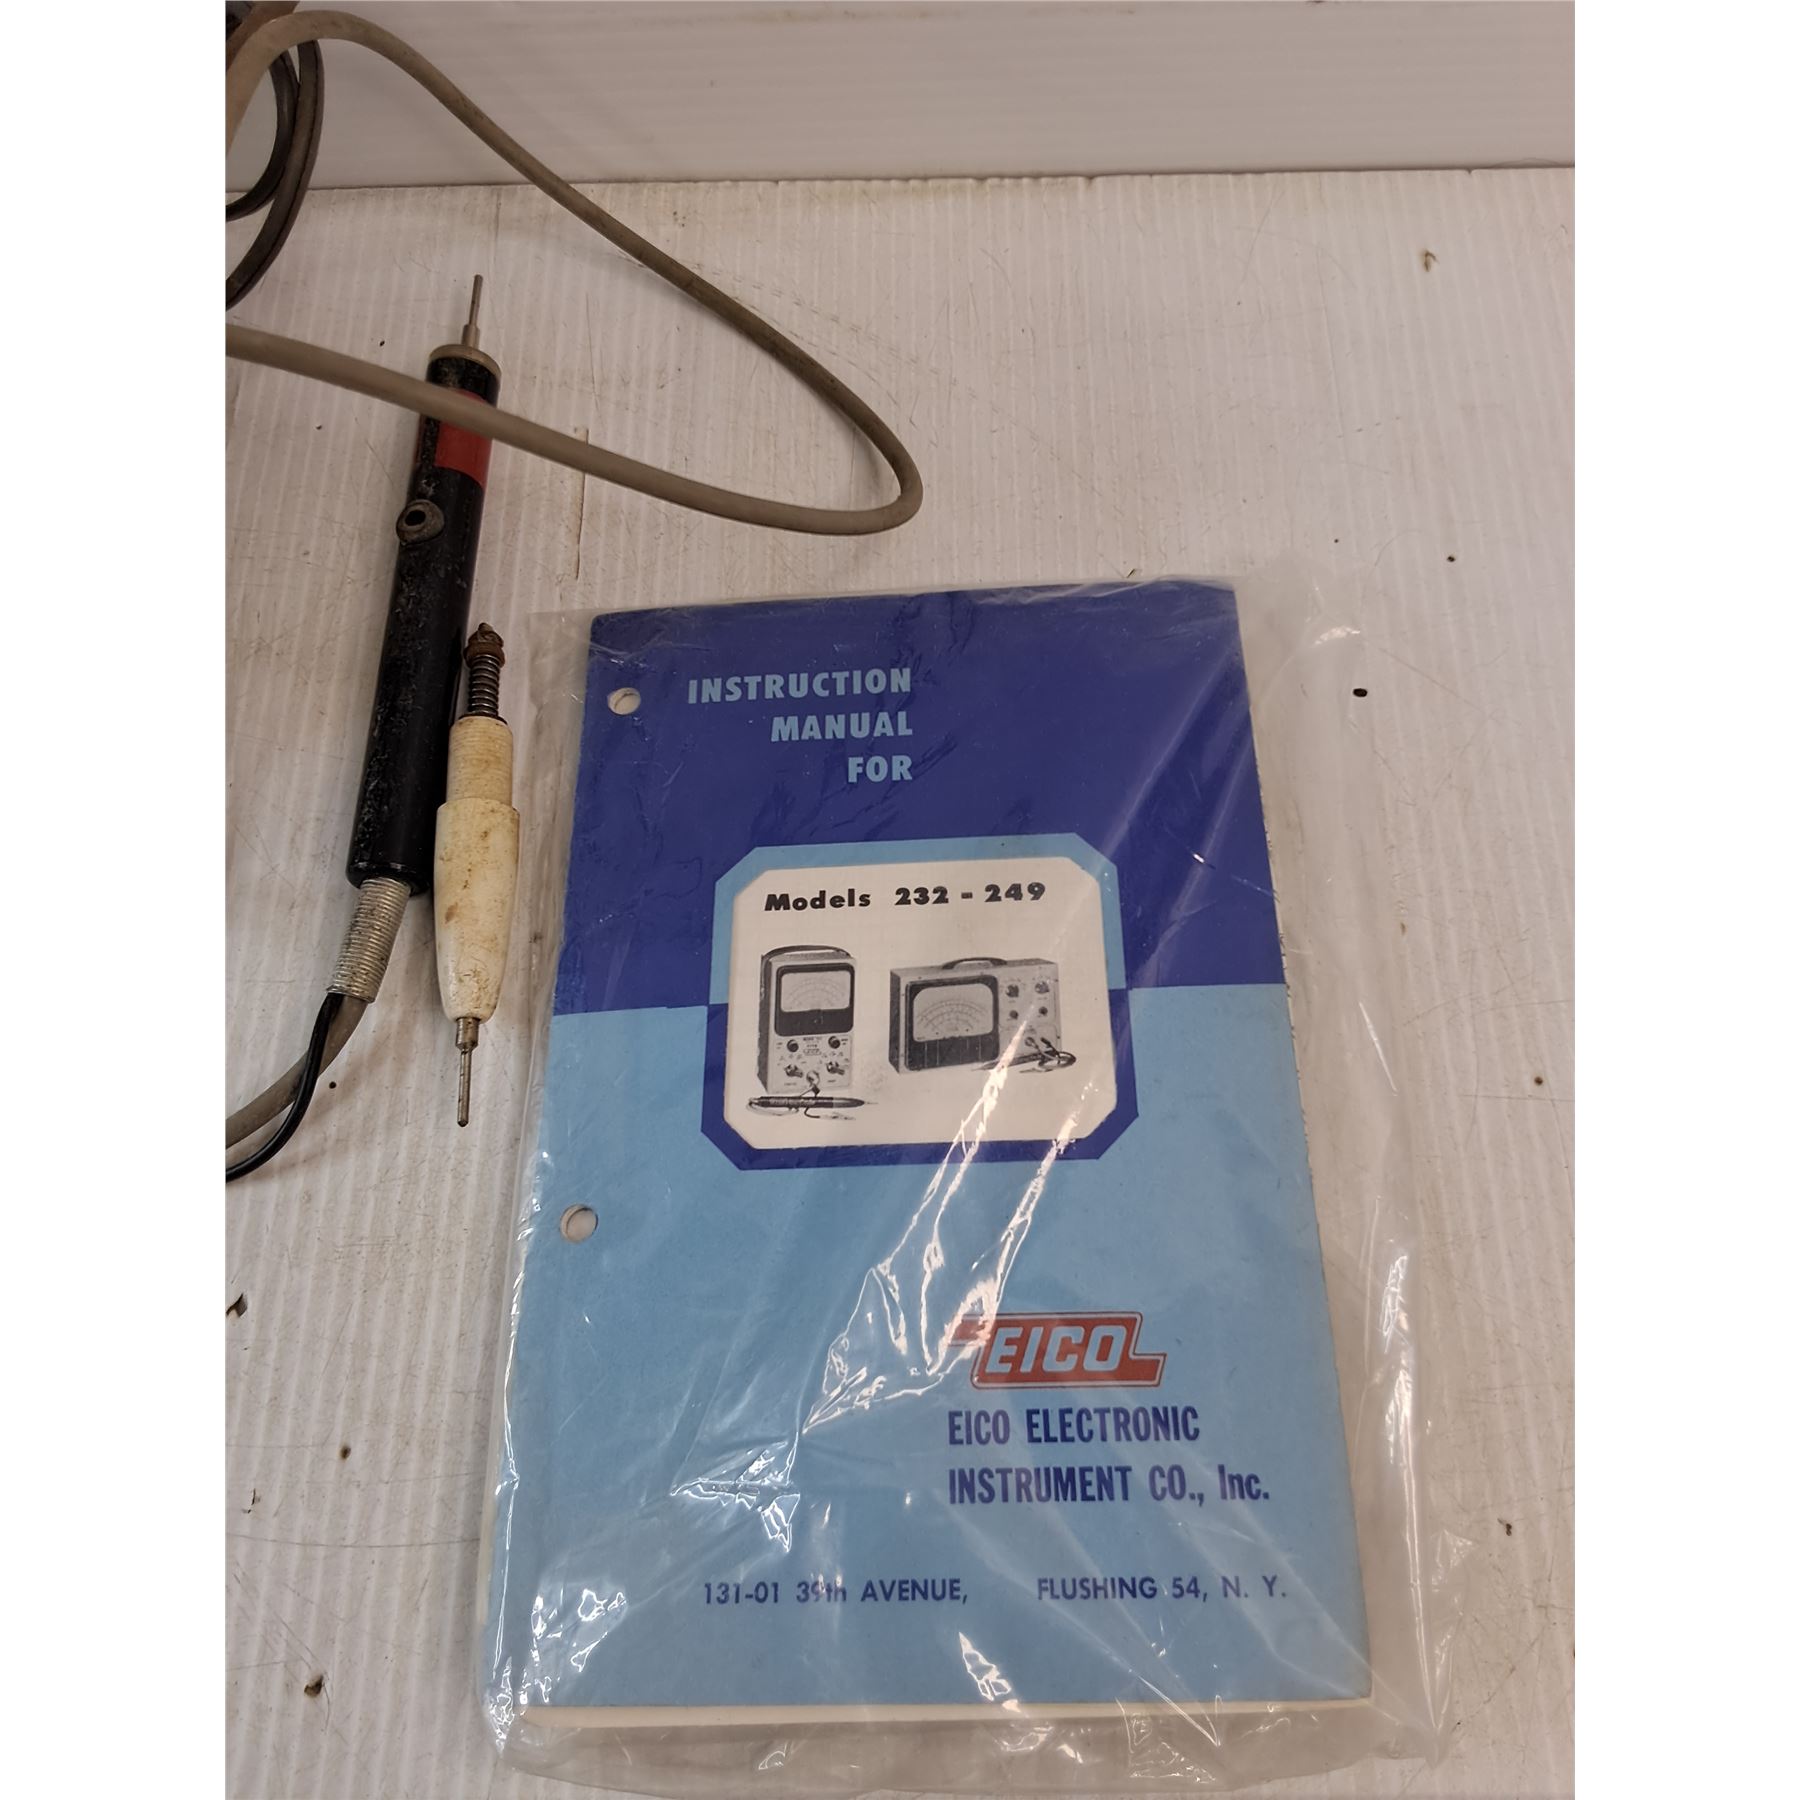 INSTRUCTION
MANUAL
FOR
Models 232 - 249
EICO
EICO ELECTRONIC
INSTRUMENT CO., Inc.
131-01 39th AVENUE, FLUSHING 54, N. Y.